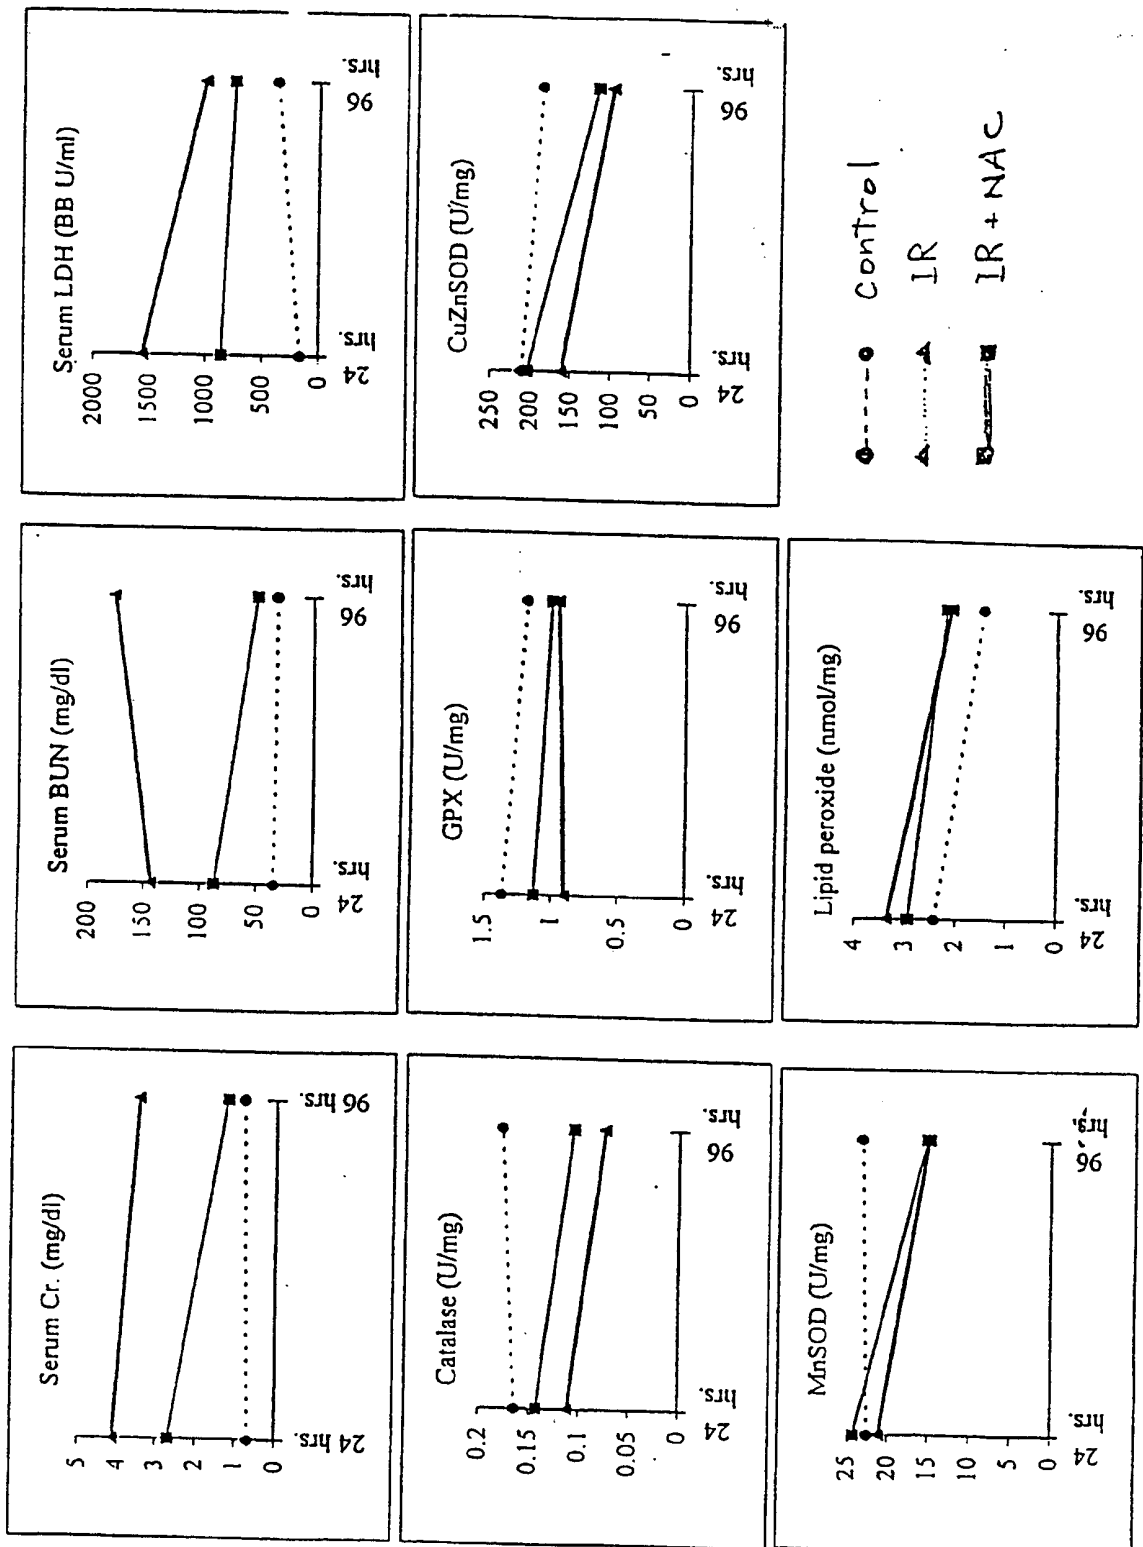 Serum Cr. (mg/dl)
5
4
3
2
1
0
24 hrs.
96 hrs.
Serum BUN (mg/dl)
200
150
100
50
0
24
hrs.
96
hrs.
Serum LDH (BB U/ml)
2000
1500
1000
500
0
24
hrs.
96
hrs.
Catalase (U/mg)
0.2
0.15
0.1
0.05
0
24
hrs.
96
hrs.
GPX (U/mg)
1.5
1
0.5
0
24
hrs.
96
hrs.
CuZnSOD (U/mg)
250
200
150
100
50
0
24
hrs.
96
hrs.
MnSOD (U/mg)
25
20
15
10
5
0
24
hrs.
96
hrs.
Lipid peroxide (nmol/mg)
4
3
2
1
0
24
hrs.
96
hrs.
Control
IR
IR + NAC